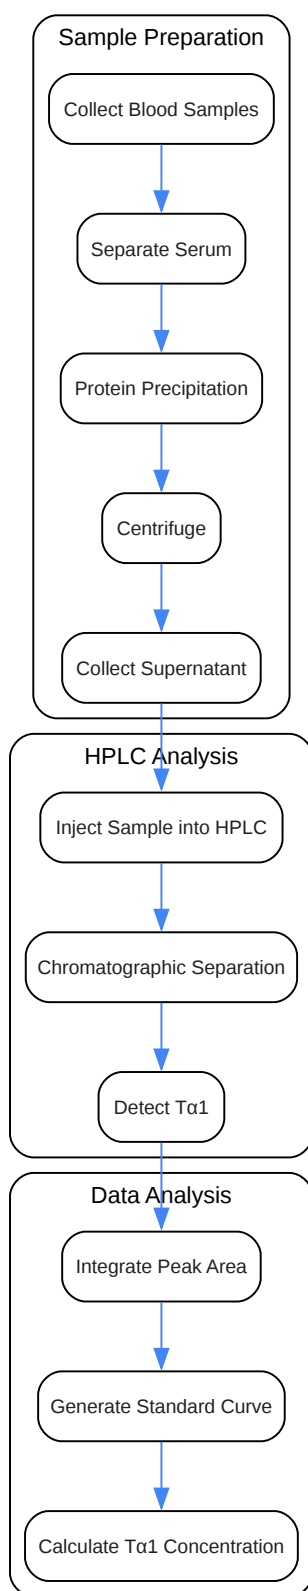 Sample Preparation
Collect Blood Samples
Separate Serum
Protein Precipitation
Centrifuge
Collect Supernatant
HPLC Analysis
Inject Sample into HPLC
Chromatographic Separation
Detect Tα1
Data Analysis
Integrate Peak Area
Generate Standard Curve
Calculate Tα1 Concentration